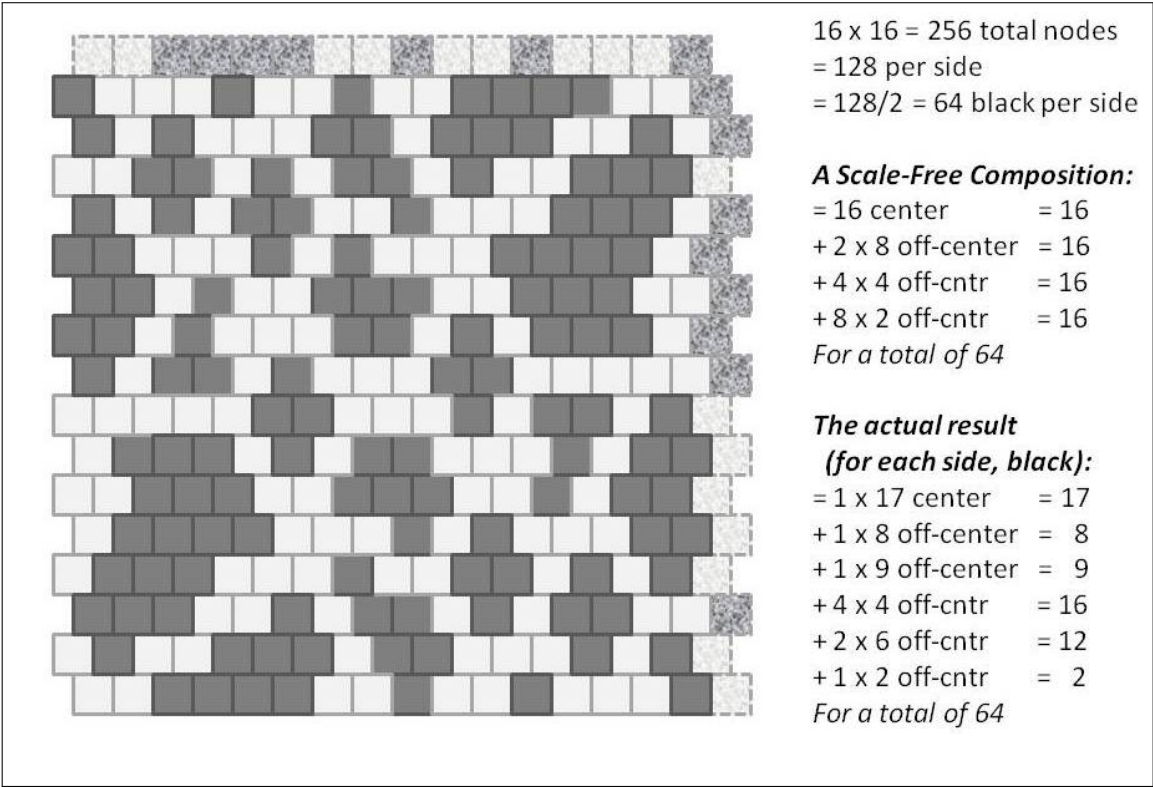 16 x 16 = 256 total nodes
= 128 per side
= 128/2 = 64 black per side
A Scale-Free Composition:
= 16 center = 16
+ 2 x 8 off-center = 16
+ 4 x 4 off-cntr = 16
+ 8 x 2 off-cntr = 16
For a total of 64
The actual result
(for each side, black):
= 1 x 17 center = 17
+ 1 x 8 off-center = 8
+ 1 x 9 off-center = 9
+ 4 x 4 off-cntr = 16
+ 2 x 6 off-cntr = 12
+ 1 x 2 off-cntr = 2
For a total of 64